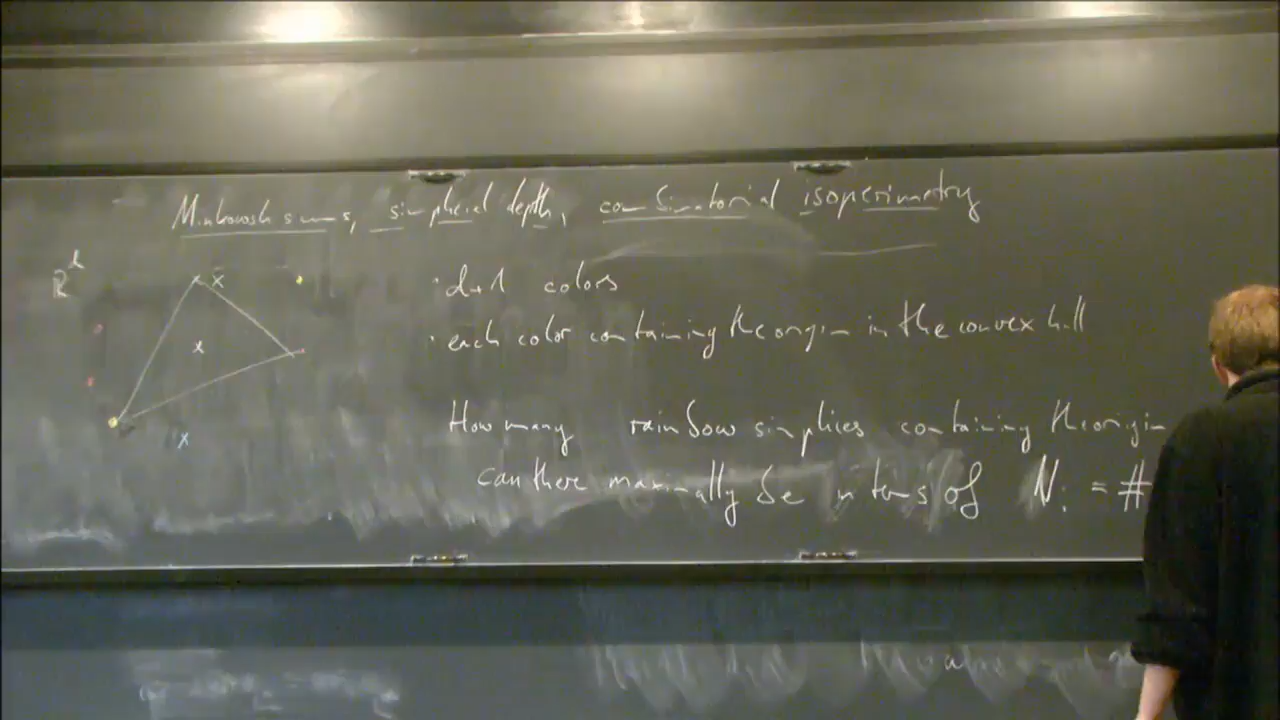 Minkowski sums, simplicial depth, combinatorial isoperimetry
ℝ^d
· d+1 colors
· each color containing the origin in the convex hull
How many rainbow simplices containing the origin
can there maximally be in terms of N_i = #